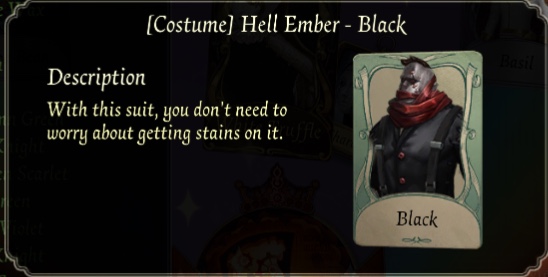 [Costume] Hell Ember - Black
Description
With this suit, you don't need to
worry about getting stains on it.
Black
Basil